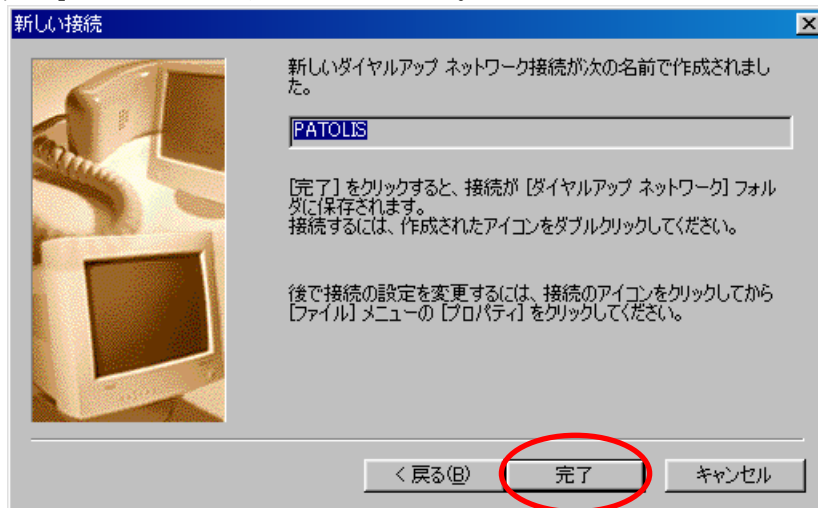 新しい接続
新しいダイヤルアップ ネットワーク接続が次の名前で作成されまし
た。
PATOLIS
[完了] をクリックすると、接続が [ダイヤルアップ ネットワーク] フォル
ダに保存されます。
接続するには、作成されたアイコンをダブルクリックしてください。
後で接続の設定を変更するには、接続のアイコンをクリックしてから
[ファイル] メニューの [プロパティ] をクリックしてください。
< 戻る(B)
完了
キャンセル